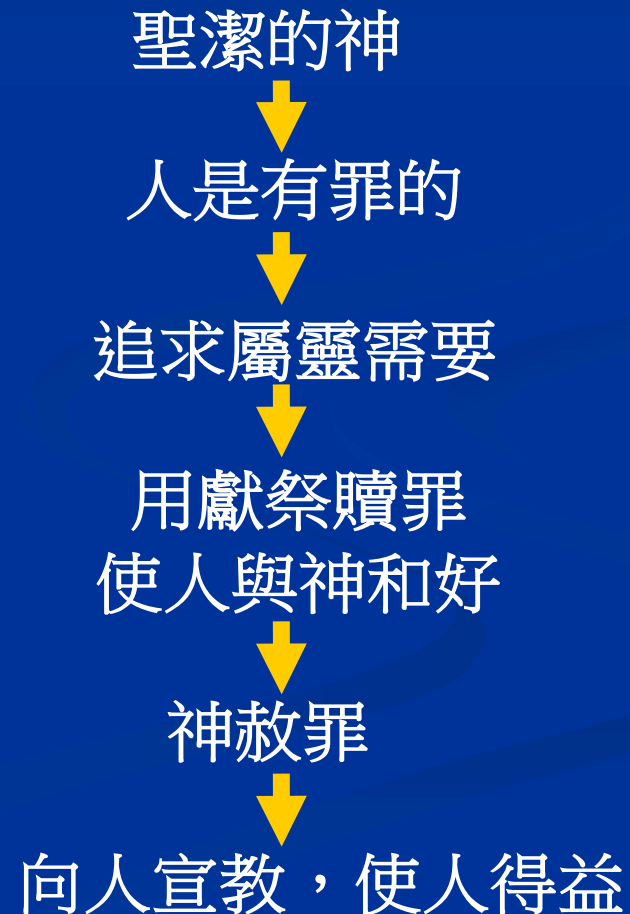 聖潔的神
人是有罪的
追求屬靈需要
用獻祭贖罪
使人與神和好
神赦罪
向人宣教，使人得益